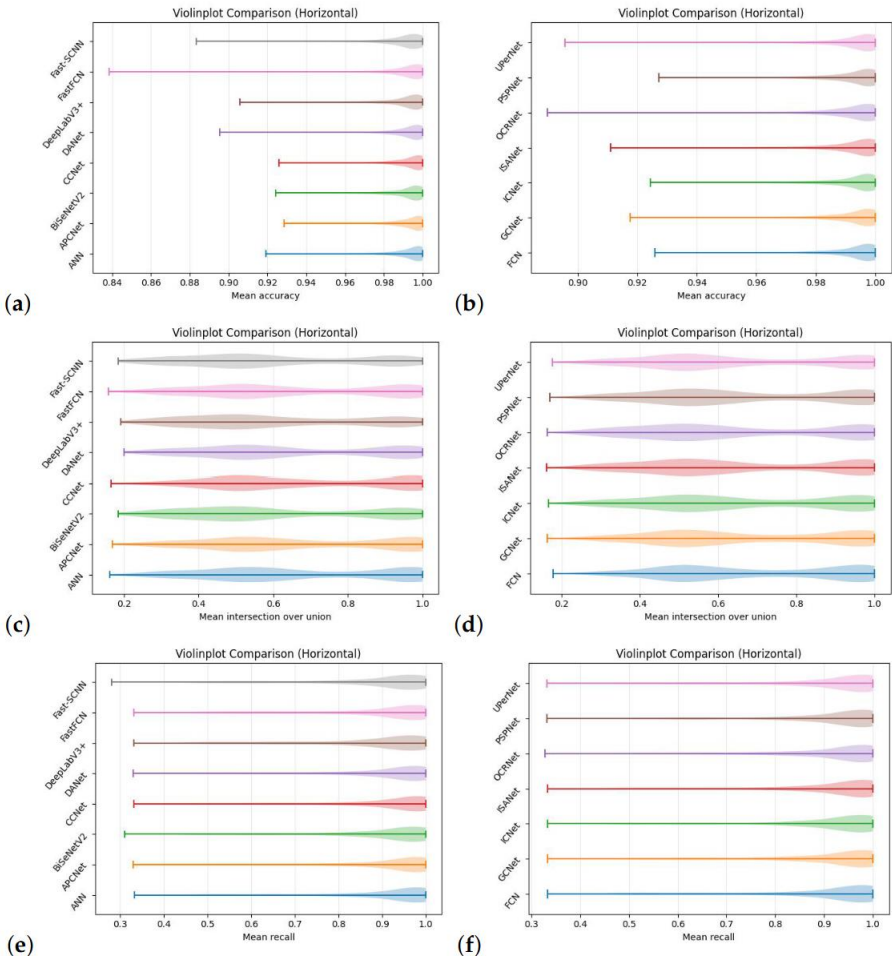 Violinplot Comparison (Horizontal)
Fast-SCNN
FastFCN
DeepLabV3+
DANet
CCNet
BiSeNetV2
APCNet
ANN
0.84 0.86 0.88 0.90 0.92 0.94 0.96 0.98 1.00
Mean accuracy
(a)
Violinplot Comparison (Horizontal)
UPerNet
PSPNet
OCRNet
ISANet
ICNet
GCNet
FCN
0.90 0.92 0.94 0.96 0.98 1.00
Mean accuracy
(b)
Violinplot Comparison (Horizontal)
Fast-SCNN
FastFCN
DeepLabV3+
DANet
CCNet
BiSeNetV2
APCNet
ANN
0.2 0.4 0.6 0.8 1.0
Mean intersection over union
(c)
Violinplot Comparison (Horizontal)
UPerNet
PSPNet
OCRNet
ISANet
ICNet
GCNet
FCN
0.2 0.4 0.6 0.8 1.0
Mean intersection over union
(d)
Violinplot Comparison (Horizontal)
Fast-SCNN
FastFCN
DeepLabV3+
DANet
CCNet
BiSeNetV2
APCNet
ANN
0.3 0.4 0.5 0.6 0.7 0.8 0.9 1.0
Mean recall
(e)
Violinplot Comparison (Horizontal)
UPerNet
PSPNet
OCRNet
ISANet
ICNet
GCNet
FCN
0.3 0.4 0.5 0.6 0.7 0.8 0.9 1.0
Mean recall
(f)